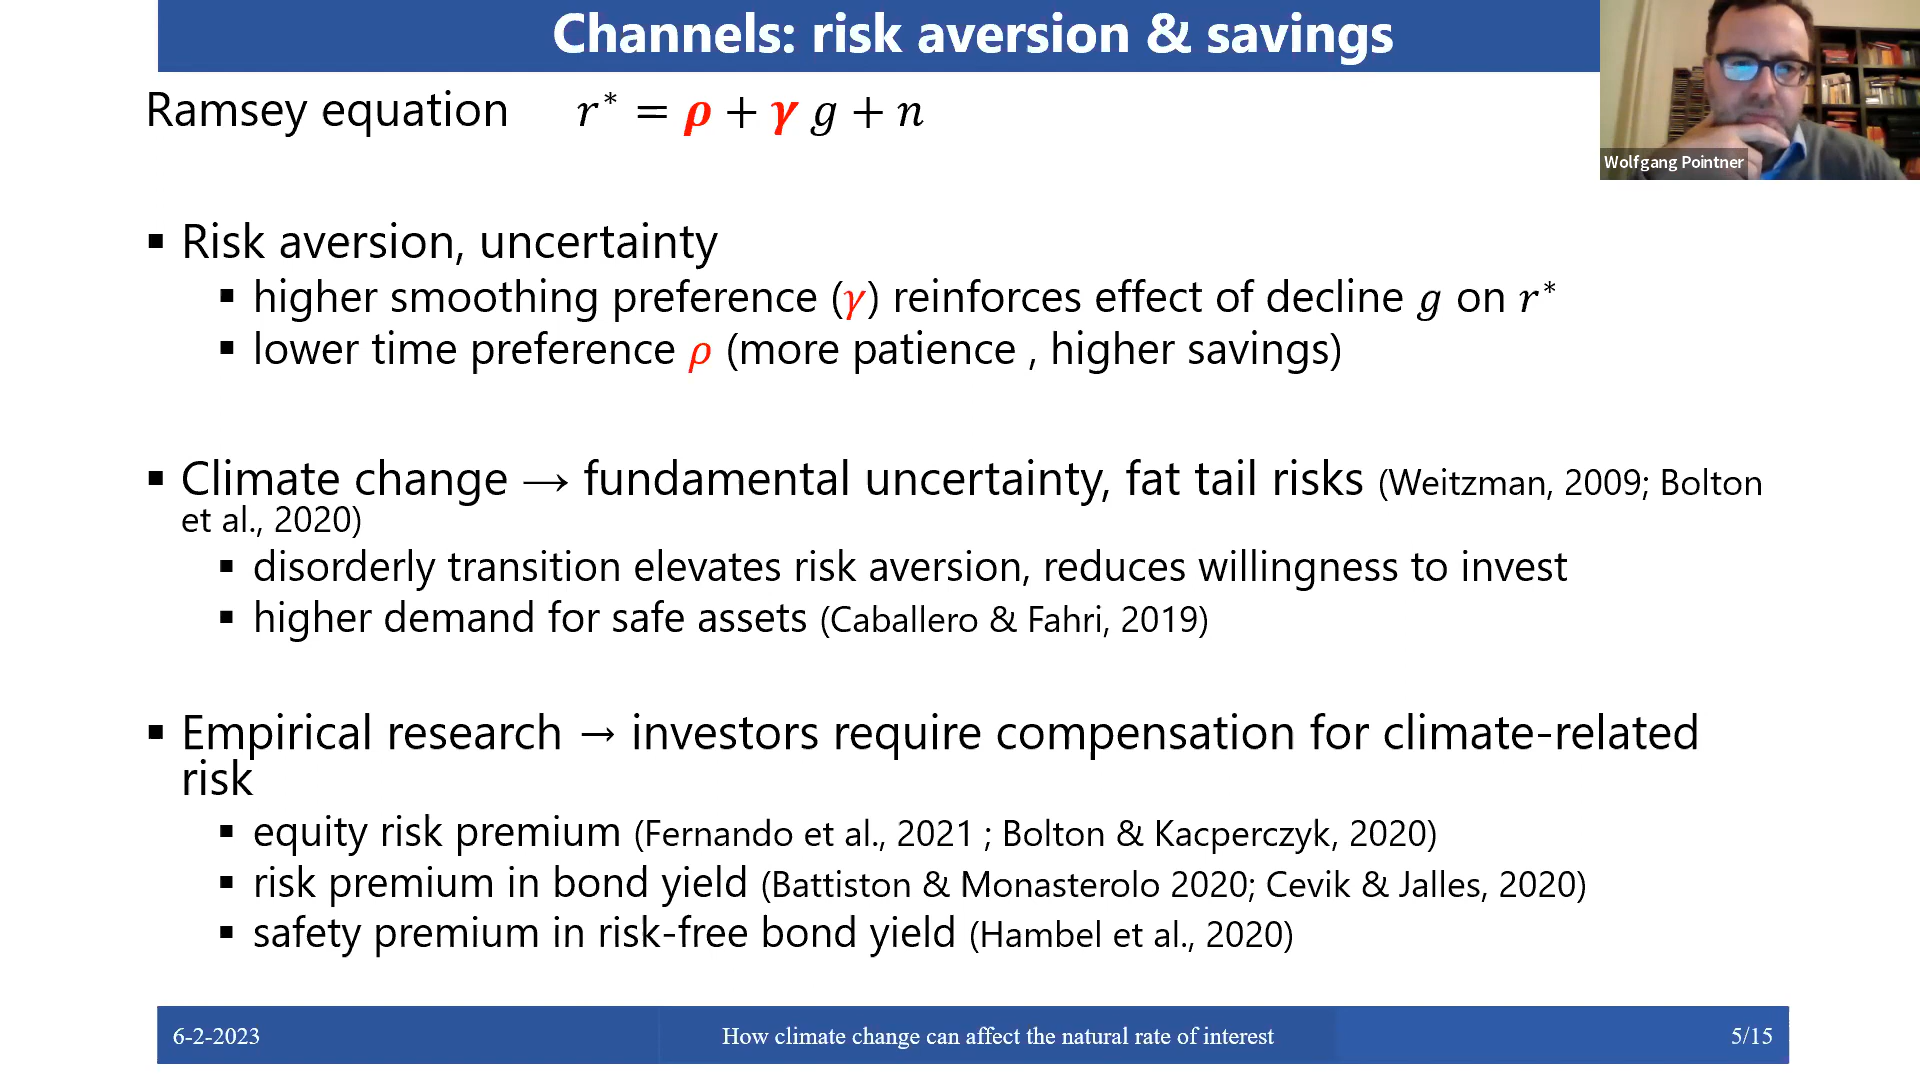 Channels: risk aversion & savings
Wolfgang Pointner
Ramsey equation r* = ρ + γ g + n
▪ Risk aversion, uncertainty
▪ higher smoothing preference (γ) reinforces effect of decline g on r*
▪ lower time preference ρ (more patience , higher savings)
▪ Climate change → fundamental uncertainty, fat tail risks (Weitzman, 2009; Bolton
et al., 2020)
▪ disorderly transition elevates risk aversion, reduces willingness to invest
▪ higher demand for safe assets (Caballero & Fahri, 2019)
▪ Empirical research → investors require compensation for climate-related
risk
▪ equity risk premium (Fernando et al., 2021 ; Bolton & Kacperczyk, 2020)
▪ risk premium in bond yield (Battiston & Monasterolo 2020; Cevik & Jalles, 2020)
▪ safety premium in risk-free bond yield (Hambel et al., 2020)
6-2-2023 How climate change can affect the natural rate of interest 5/15